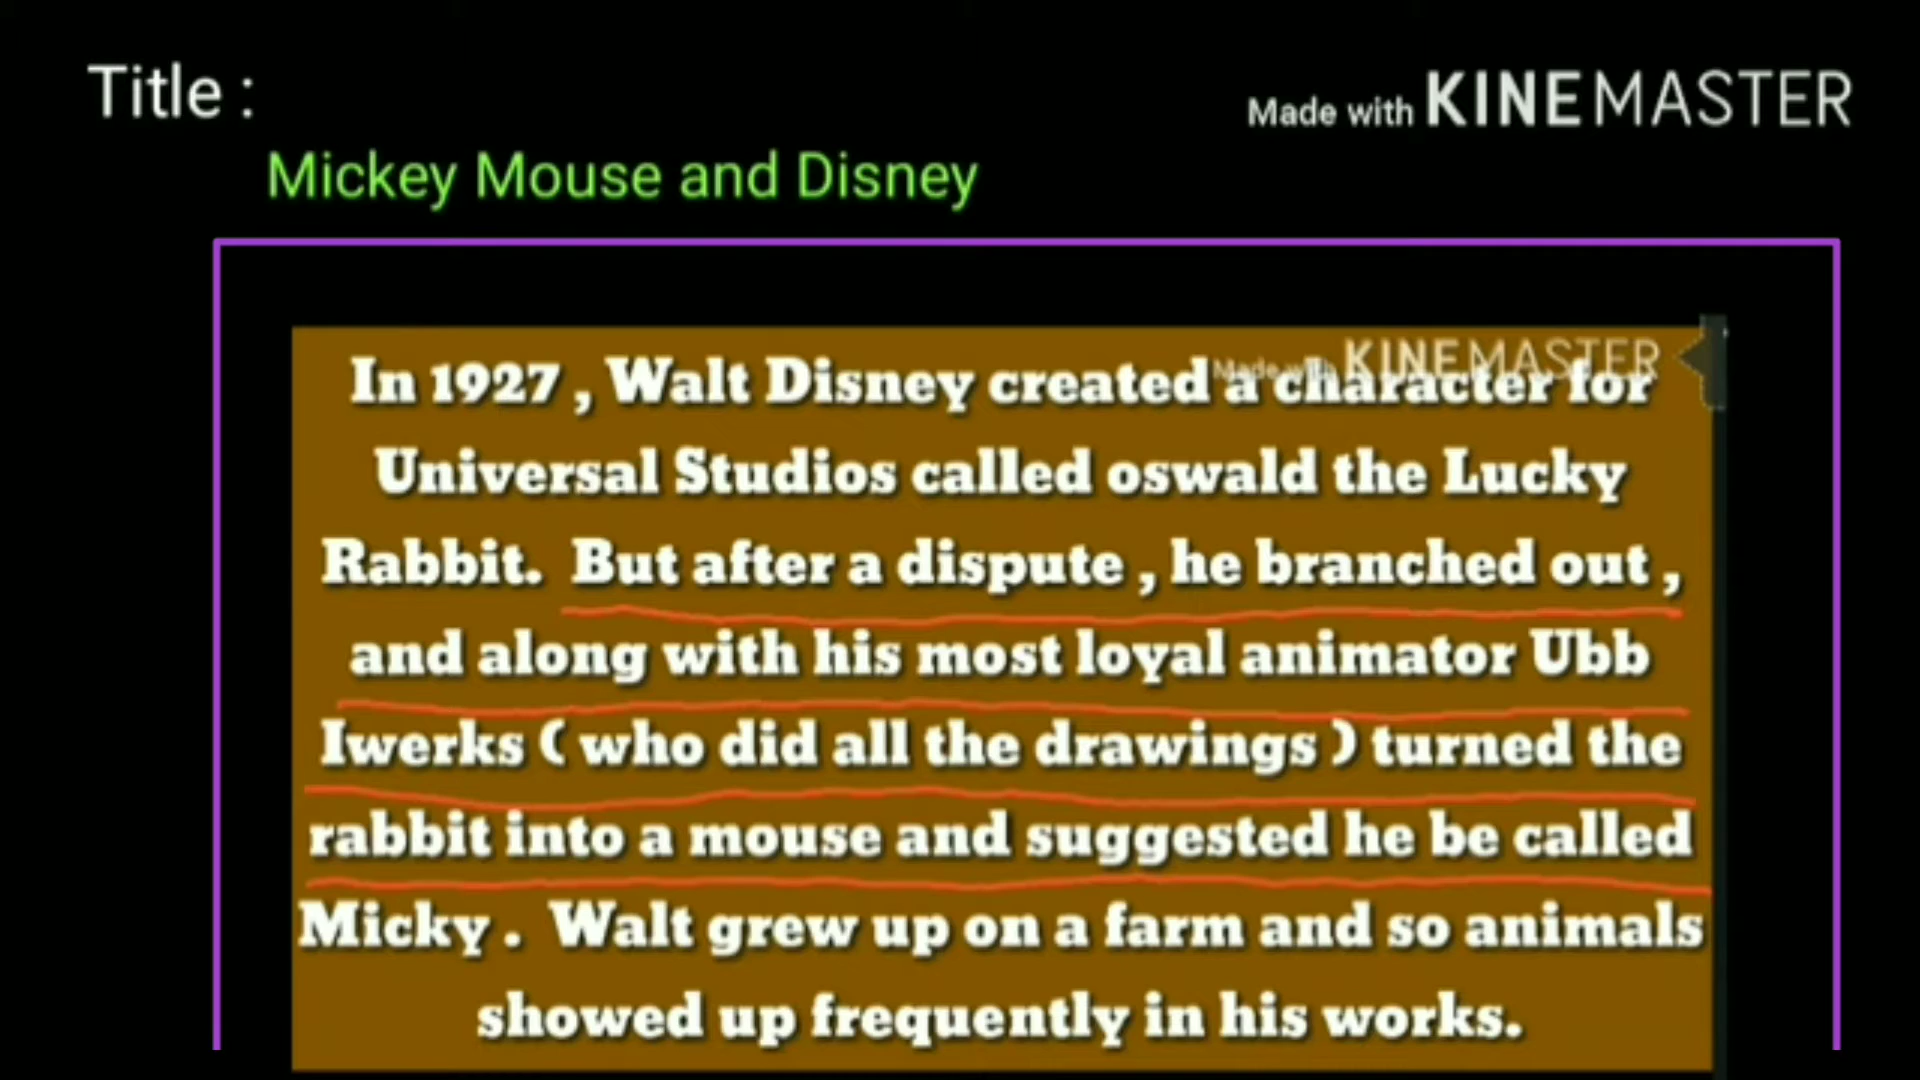 Title :
Made with KINEMASTER
Mickey Mouse and Disney
Made with KINEMASTER
In 1927 , Walt Disney created a character for
Universal Studios called oswald the Lucky
Rabbit. But after a dispute , he branched out ,
and along with his most loyal animator Ubb
Iwerks ( who did all the drawings ) turned the
rabbit into a mouse and suggested he be called
Micky . Walt grew up on a farm and so animals
showed up frequently in his works.